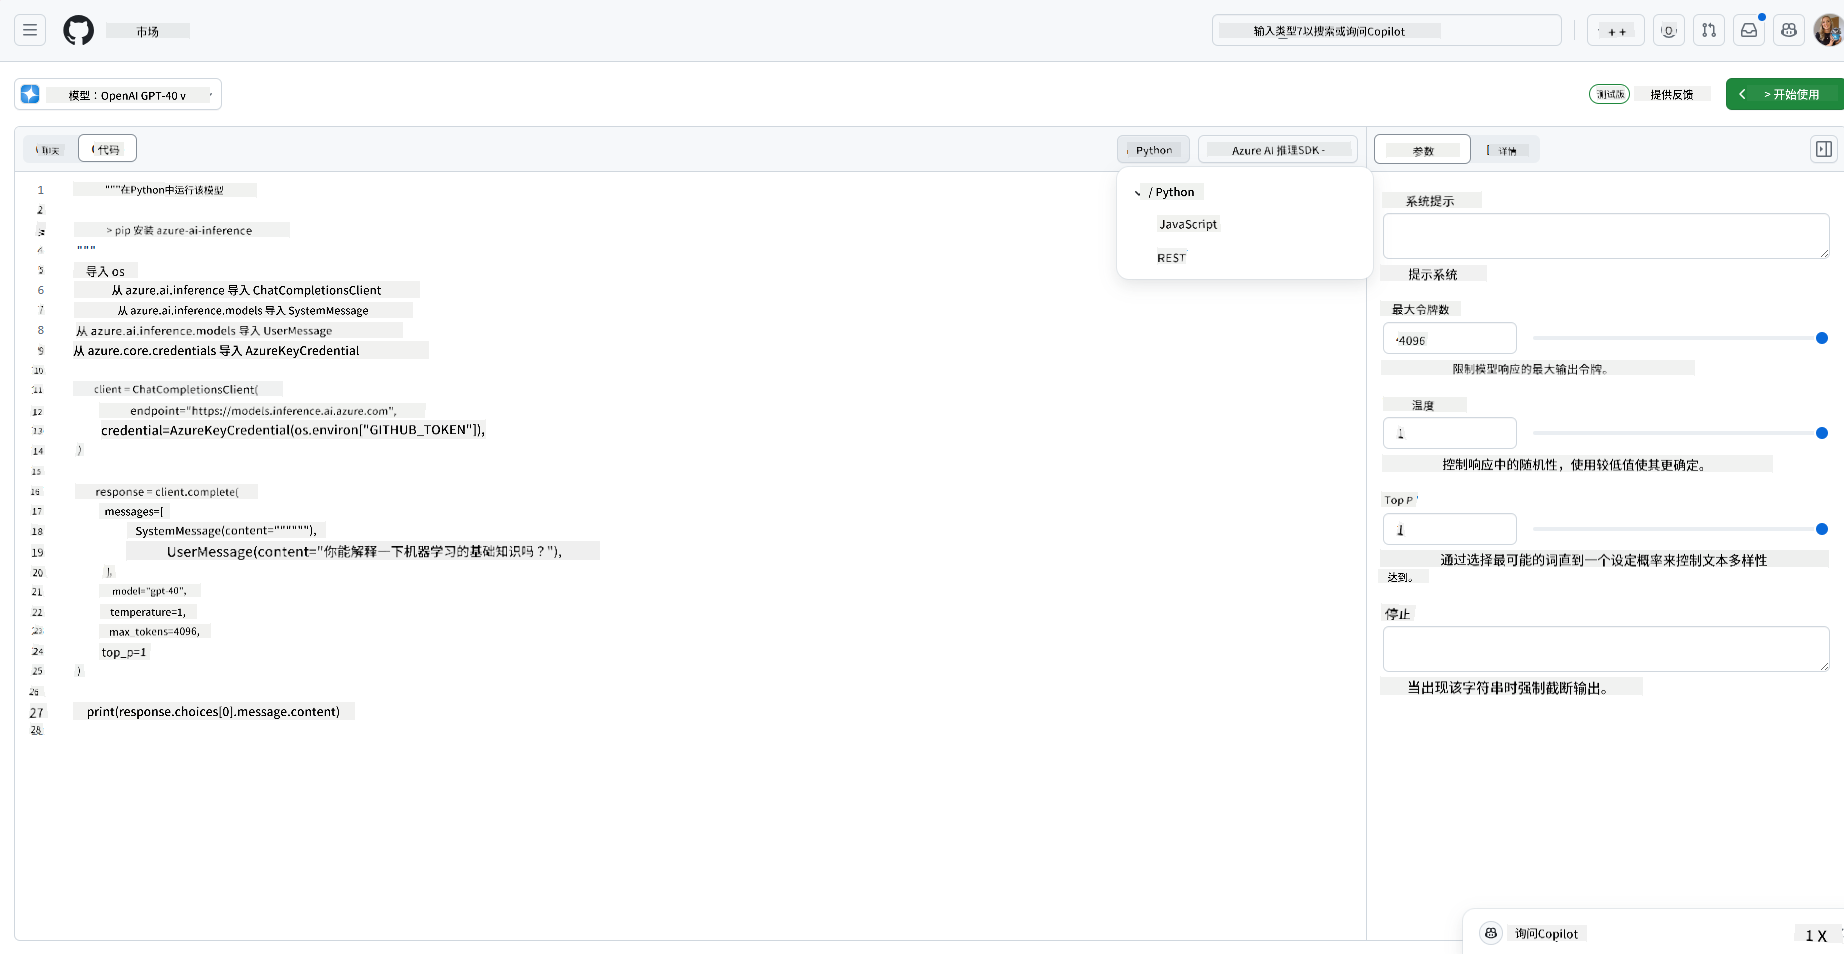 市场
输入类型7以搜索或询问Copilot
+ +
模型：OpenAI GPT-40 v
测试版
提供反馈
> 开始使用
聊天
代码
Python
Azure AI 推理SDK -
参数
详情
/ Python
JavaScript
REST
1 """在Python中运行该模型
2
> pip 安装 azure-ai-inference
4 """
5 导入 os
6 从 azure.ai.inference 导入 ChatCompletionsClient
7 从 azure.ai.inference.models 导入 SystemMessage
8 从 azure.ai.inference.models 导入 UserMessage
9 从 azure.core.credentials 导入 AzureKeyCredential
10
11 client = ChatCompletionsClient(
12 endpoint="https://models.inference.ai.azure.com",
13 credential=AzureKeyCredential(os.environ["GITHUB_TOKEN"]),
14 )
15
16 response = client.complete(
17 messages=[
18 SystemMessage(content=""""""),
19 UserMessage(content="你能解释一下机器学习的基础知识吗？"),
20 ],
21 model="gpt-40",
22 temperature=1,
23 max_tokens=4096,
24 top_p=1
25 )
26
27 print(response.choices[0].message.content)
28
系统提示
提示系统
最大令牌数
4096
限制模型响应的最大输出令牌。
温度
1
控制响应中的随机性，使用较低值使其更确定。
Top P
1
通过选择最可能的词直到一个设定概率来控制文本多样性
达到。
停止
当出现该字符串时强制截断输出。
询问Copilot
1 X